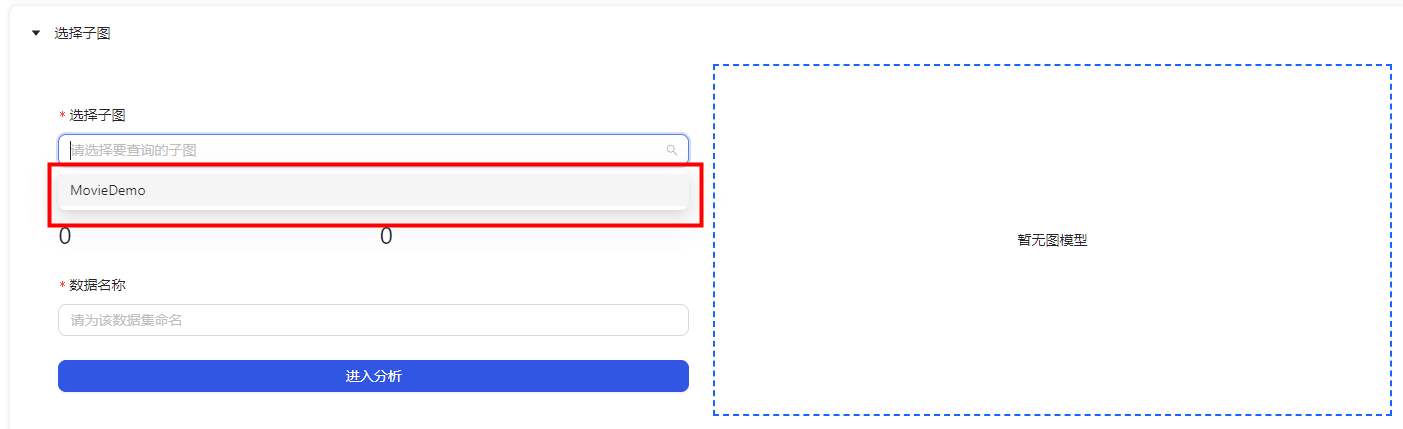 选择子图
* 选择子图
请选择要查询的子图
MovieDemo
0 0
* 数据名称
请为该数据集命名
进入分析
暂无图模型